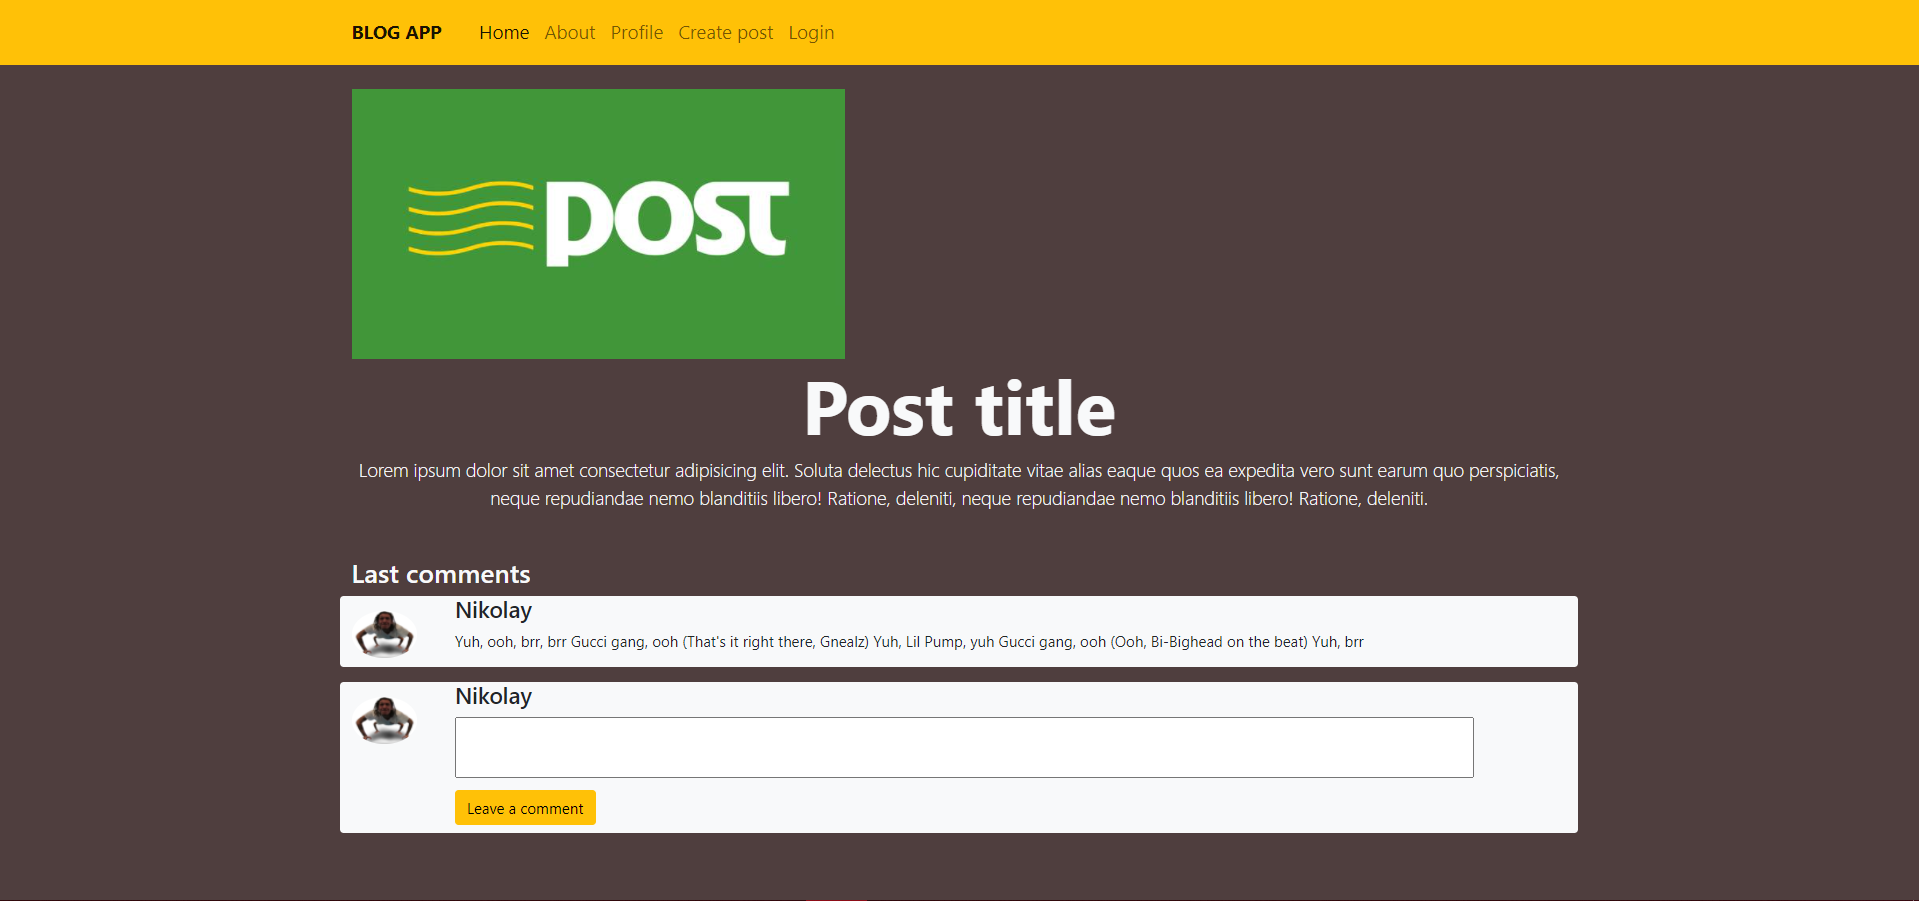 BLOG APP Home About Profile Create post Login
post
Post title
Lorem ipsum dolor sit amet consectetur adipisicing elit. Soluta delectus hic cupiditate vitae alias eaque quos ea expedita vero sunt earum quo perspiciatis,
neque repudiandae nemo blanditiis libero! Ratione, deleniti, neque repudiandae nemo blanditiis libero! Ratione, deleniti.
Last comments
Nikolay
Yuh, ooh, brr, brr Gucci gang, ooh (That's it right there, Gnealz) Yuh, Lil Pump, yuh Gucci gang, ooh (Ooh, Bi-Bighead on the beat) Yuh, brr
Nikolay
Leave a comment